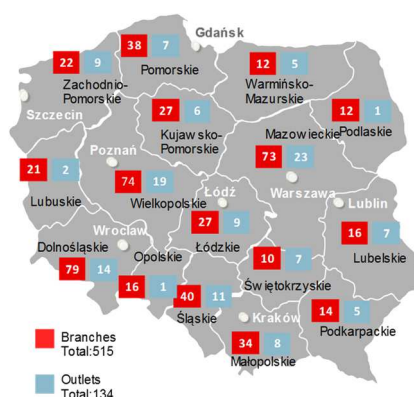 Gdańsk
38 7
Pomorskie
22 9
Zachodnio-
Pomorskie
12 5
Warmińsko-
Mazurskie
Szczecin
27 6
Kujawsko-
Pomorskie
12 1
Podlaskie
Mazowieckie
73 23
Warszawa
Poznań
21 2
Lubuskie
74 19
Wielkopolskie
Łódź
27 9
Łódzkie
Lublin
16 7
Lubelskie
Wrocław
Dolnośląskie
79 14
Opolskie
16 1
40 11
Śląskie
10 7
Świętokrzyskie
14 5
Podkarpackie
Kraków
34 8
Małopolskie
Branches
Total:515
Outlets
Total:134